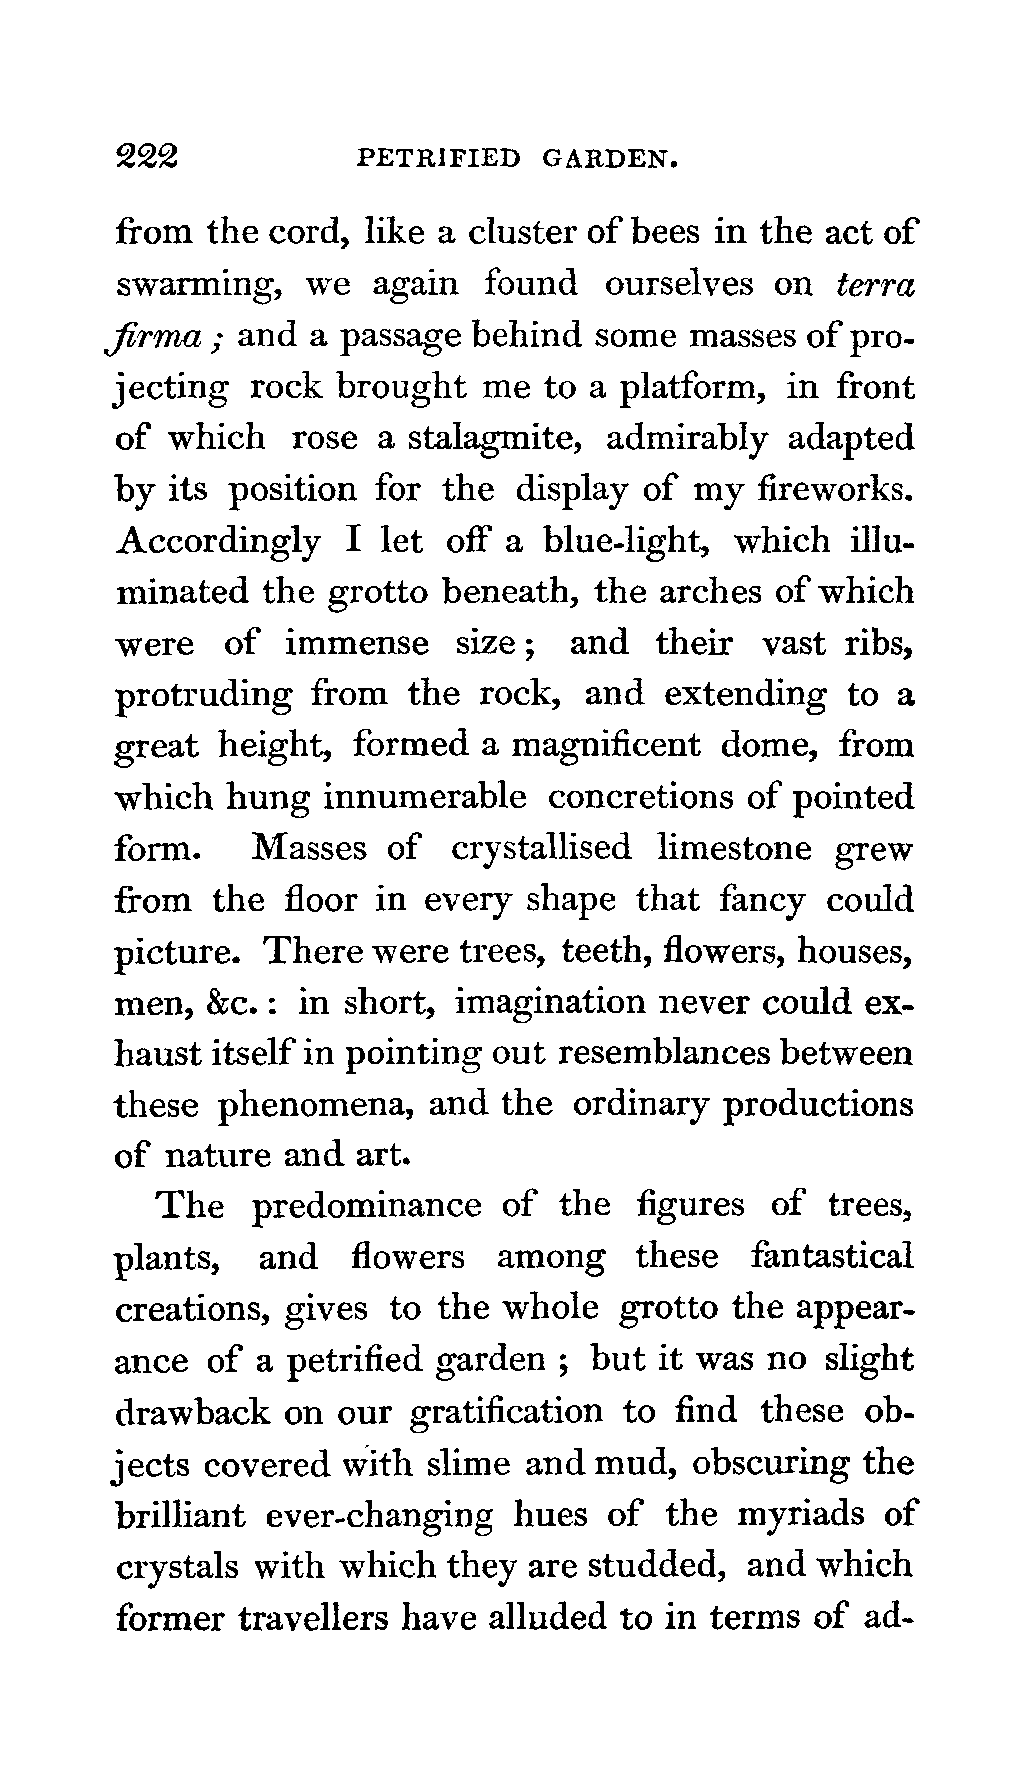 222 PETRIFIED GARDEN.
from the cord, like a cluster of bees in the act of
swarming, we again found ourselves on terra
firma ; and a passage behind some masses of pro-
jecting rock brought me to a platform, in front
of which rose a stalagmite, admirably adapted
by its position for the display of my fireworks.
Accordingly I let off a blue-light, which illu-
minated the grotto beneath, the arches of which
were of immense size ; and their vast ribs,
protruding from the rock, and extending to a
great height, formed a magnificent dome, from
which hung innumerable concretions of pointed
form. Masses of crystallised limestone grew
from the floor in every shape that fancy could
picture. There were trees, teeth, flowers, houses,
men, &c. : in short, imagination never could ex-
haust itself in pointing out resemblances between
these phenomena, and the ordinary productions
of nature and art.
The predominance of the figures of trees,
plants, and flowers among these fantastical
creations, gives to the whole grotto the appear-
ance of a petrified garden ; but it was no slight
drawback on our gratification to find these ob-
jects covered with slime and mud, obscuring the
brilliant ever-changing hues of the myriads of
crystals with which they are studded, and which
former travellers have alluded to in terms of ad-